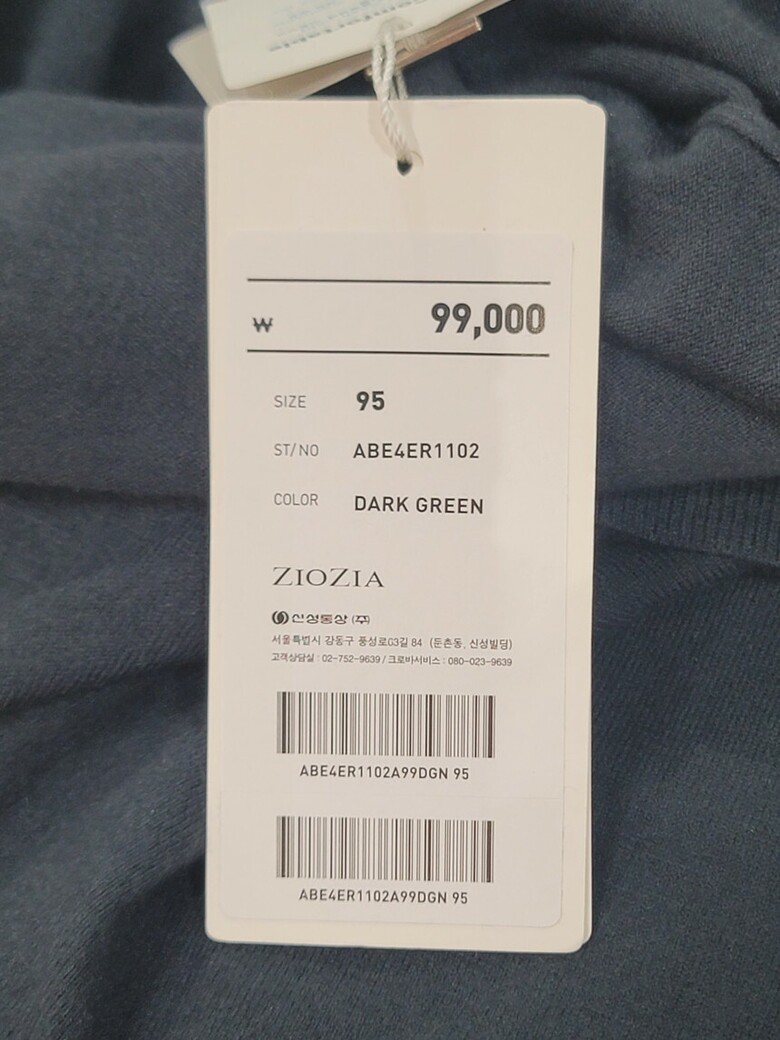 ₩ 99,000
SIZE 95
ST/NO ABE4ER1102
COLOR DARK GREEN
ZIOZIA
신성통상 (주)
서울특별시 강동구 풍성로63길 84 (둔촌동, 신성빌딩)
고객상담실 : 02-752-9639 / 크로바서비스 : 080-023-9639
ABE4ER1102A99DGN 95
ABE4ER1102A99DGN 95